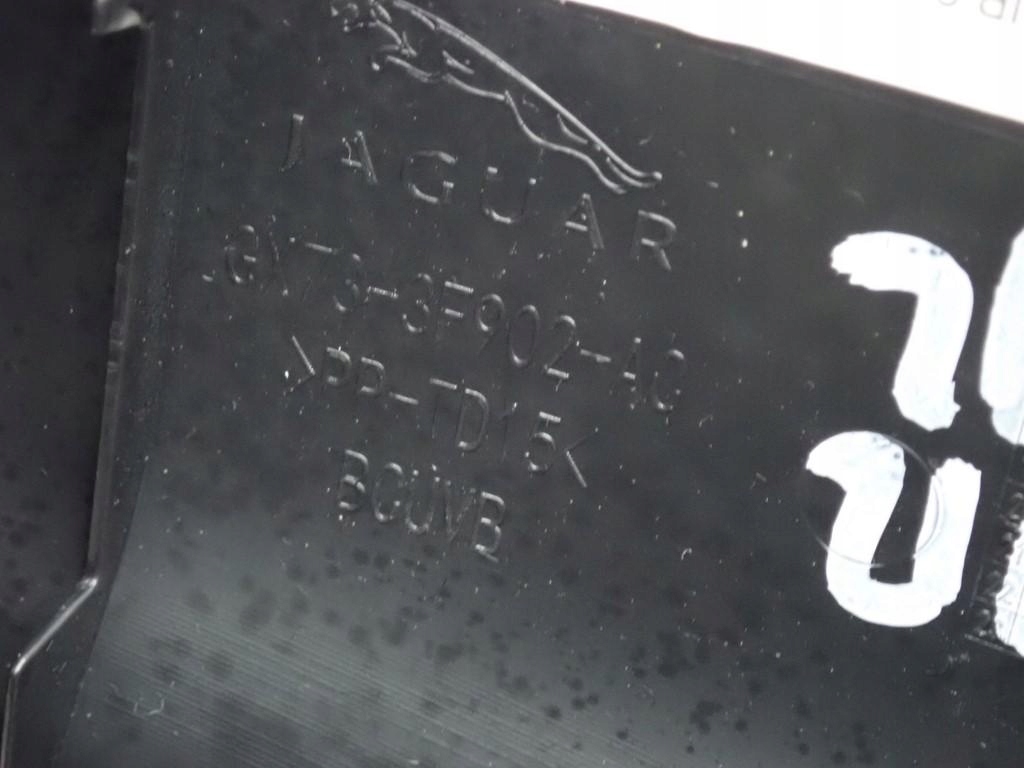 JAGUAR
GX73-3F902-AC
>PP-TD15<
BCUVB